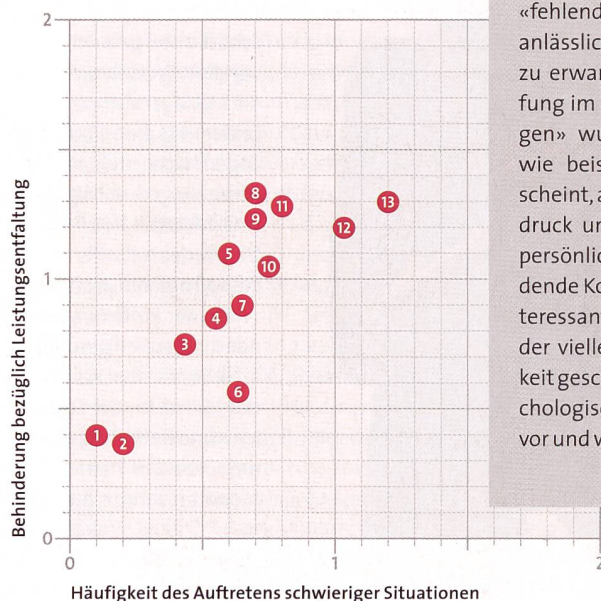 2
1
0
Behinderung bezüglich Leistungsentfaltung
8
11
13
9
12
5
10
7
4
3
6
1
2
0
1
2
Häufigkeit des Auftretens schwieriger Situationen
«fehlend
anlässlic
zu erwar
fung im
gen» wu
wie beis
scheint, a
druck un
persönlic
dende Ko
teressan
der vielle
keit gesc
chologis
vor und w